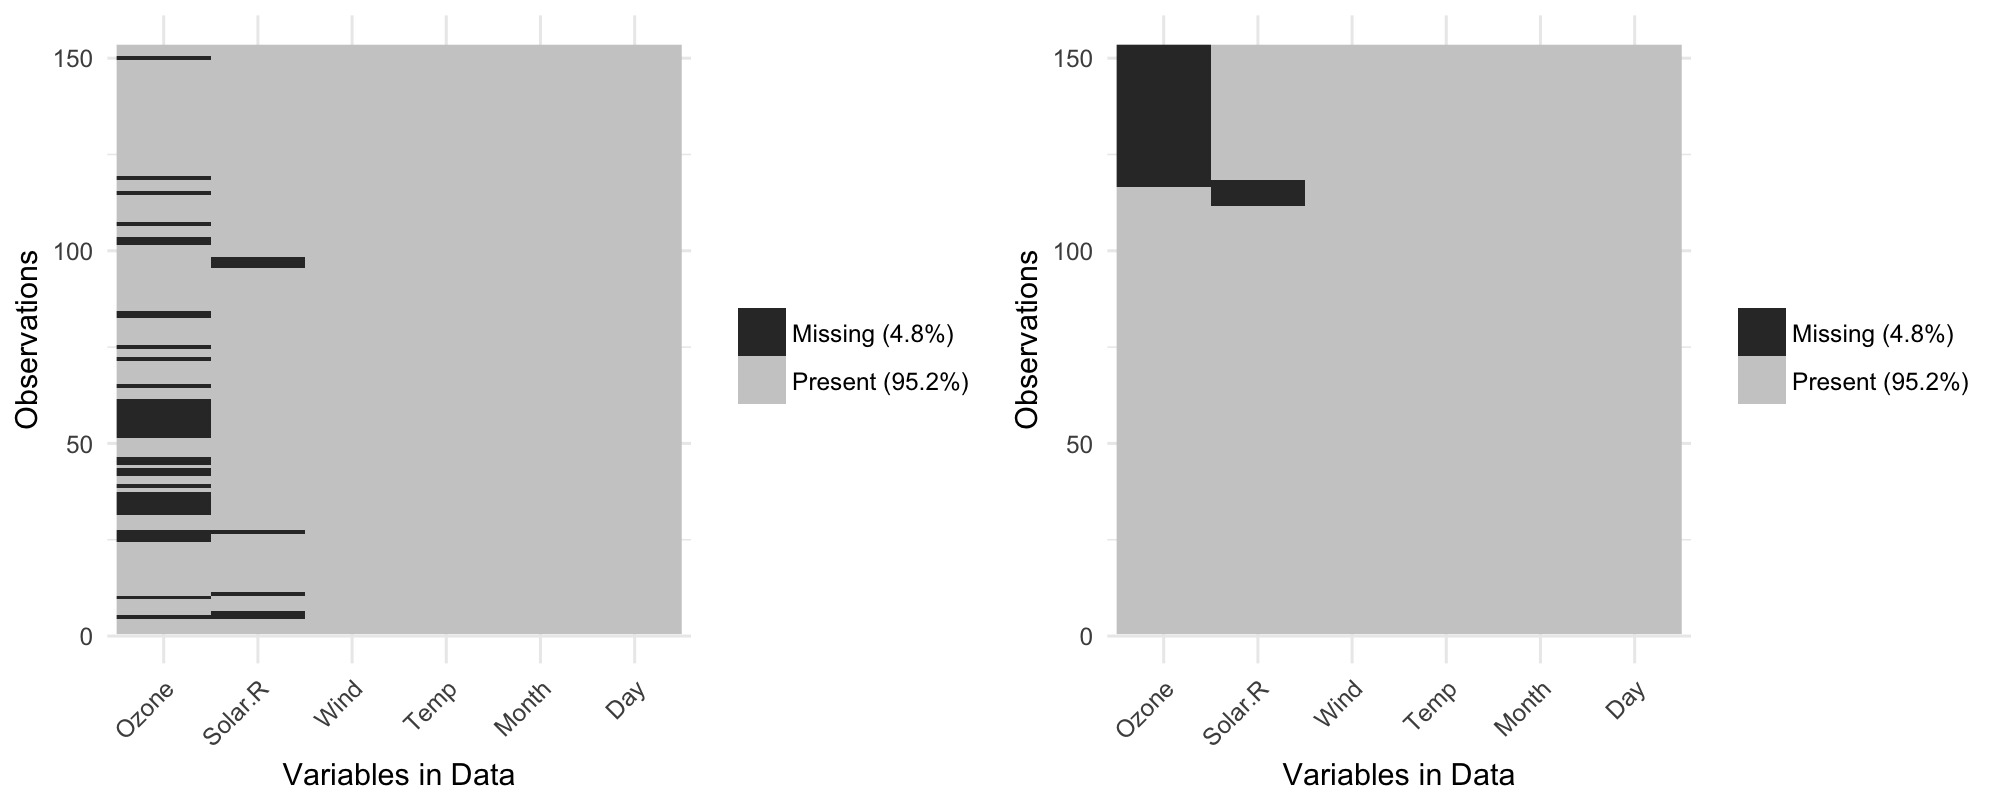 150
100
50
0
Observations
Ozone
Solar.R
Wind
Temp
Month
Day
Variables in Data
Missing (4.8%)
Present (95.2%)
150
100
50
0
Observations
Ozone
Solar.R
Wind
Temp
Month
Day
Variables in Data
Missing (4.8%)
Present (95.2%)